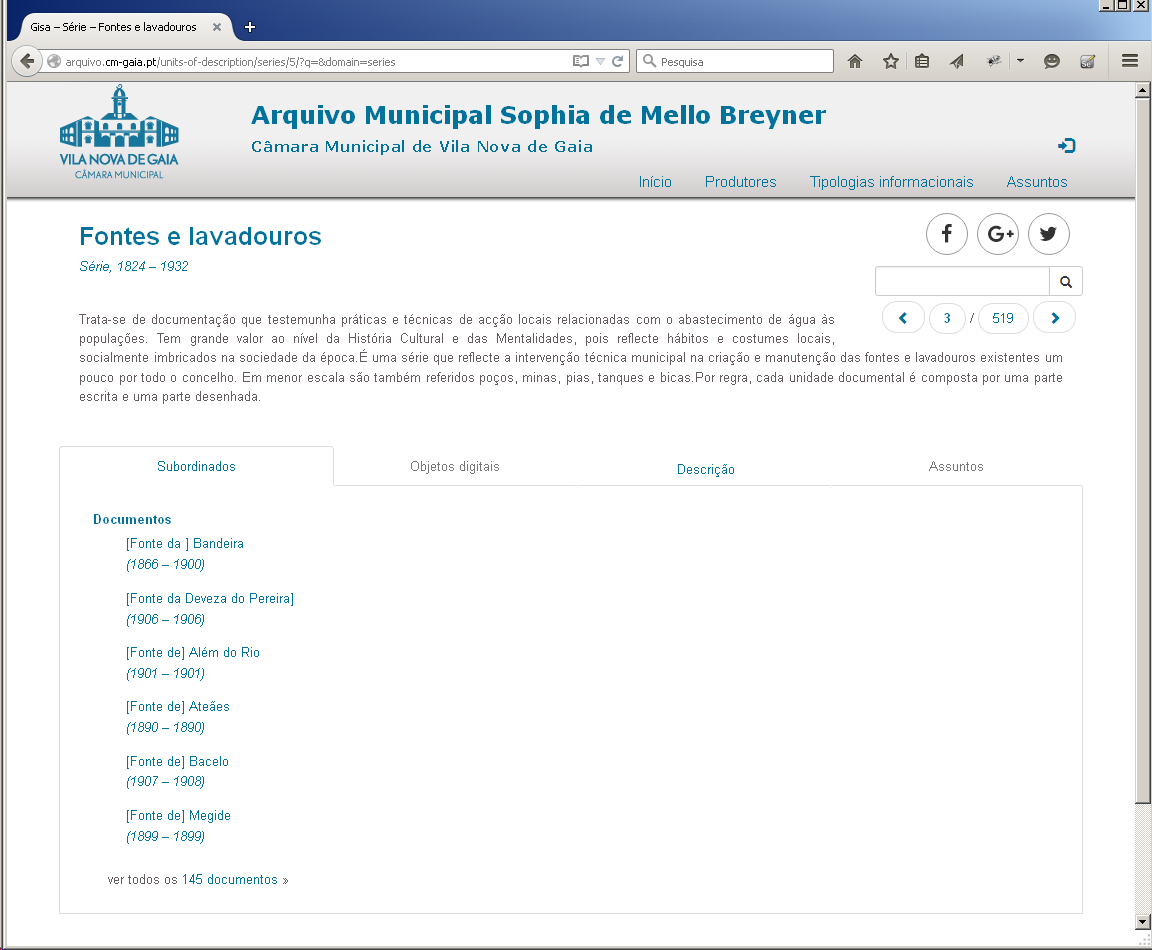 Gisa – Série – Fontes e lavadouros
arquivo.cm-gaia.pt/units-of-description/series/5/?q=&domain=series
Pesquisa
VILA NOVA DE GAIA
CÂMARA MUNICIPAL
Arquivo Municipal Sophia de Mello Breyner
Câmara Municipal de Vila Nova de Gaia
Início Produtores Tipologias informacionais Assuntos
Fontes e lavadouros
Série, 1824 – 1932
3 / 519
Trata-se de documentação que testemunha práticas e técnicas de acção locais relacionadas com o abastecimento de água às
populações. Tem grande valor ao nível da História Cultural e das Mentalidades, pois reflecte hábitos e costumes locais,
socialmente imbricados na sociedade da época.É uma série que reflecte a intervenção técnica municipal na criação e manutenção das fontes e lavadouros existentes um
pouco por todo o concelho. Em menor escala são também referidos poços, minas, pias, tanques e bicas.Por regra, cada unidade documental é composta por uma parte
escrita e uma parte desenhada.
Subordinados Objetos digitais Descrição Assuntos
Documentos
[Fonte da ] Bandeira
(1866 – 1900)
[Fonte da Deveza do Pereira]
(1906 – 1906)
[Fonte de] Além do Rio
(1901 – 1901)
[Fonte de] Ateães
(1890 – 1890)
[Fonte de] Bacelo
(1907 – 1908)
[Fonte de] Megide
(1899 – 1899)
ver todos os 145 documentos »